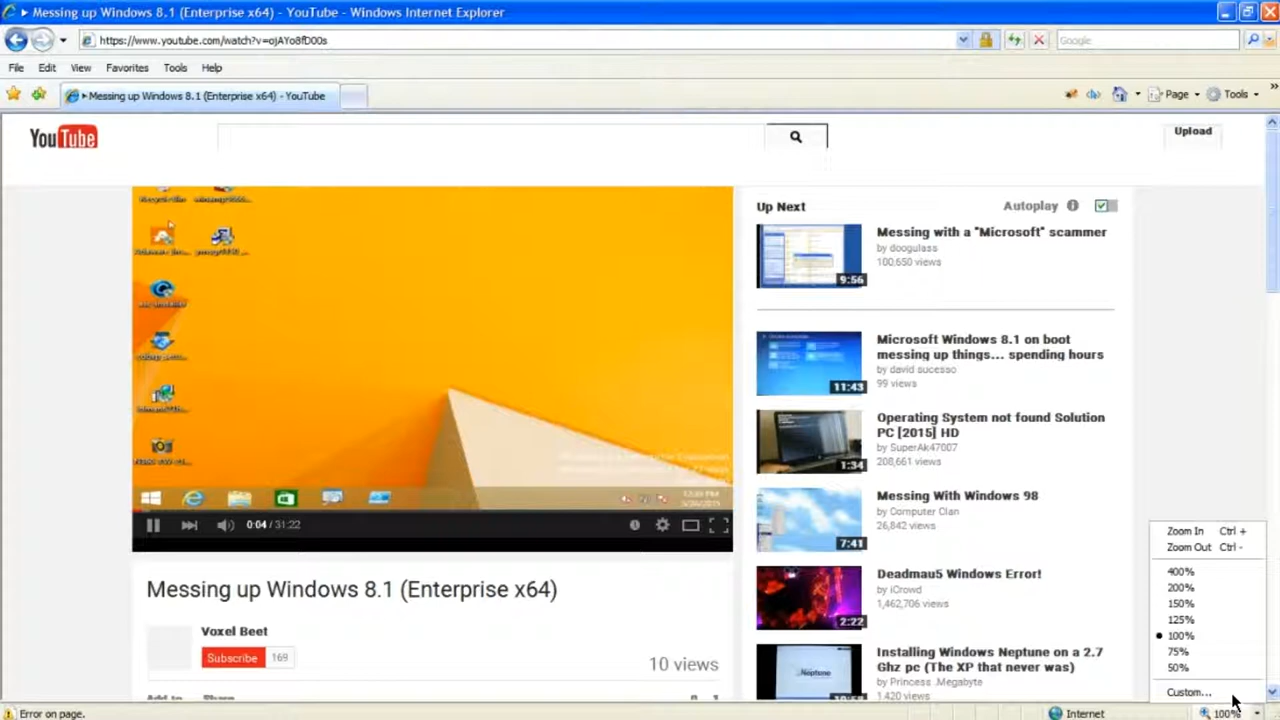 Messing up Windows 8.1 (Enterprise x64) - YouTube - Windows Internet Explorer
https://www.youtube.com/watch?v=ojAYo8fD00s
Google
File Edit View Favorites Tools Help
Messing up Windows 8.1 (Enterprise x64) - YouTube
Page Tools
YouTube
Upload
Up Next
Autoplay
Messing with a "Microsoft" scammer
by doogulass
100,650 views
9:56
Microsoft Windows 8.1 on boot
messing up things... spending hours
by david sucesso
99 views
11:43
Operating System not found Solution
PC [2015] HD
by SuperAk47007
208,661 views
1:34
Messing With Windows 98
by Computer Clan
26,842 views
7:41
Deadmau5 Windows Error!
by iCrowd
1,462,706 views
2:22
Installing Windows Neptune on a 2.7
Ghz pc (The XP that never was)
by Princess .Megabyte
1,420 views
Neptune
0:04 / 31:22
Messing up Windows 8.1 (Enterprise x64)
Voxel Beet
Subscribe 169
10 views
Zoom In Ctrl +
Zoom Out Ctrl -
400%
200%
150%
125%
100%
75%
50%
Custom...
Error on page.
Internet
100%